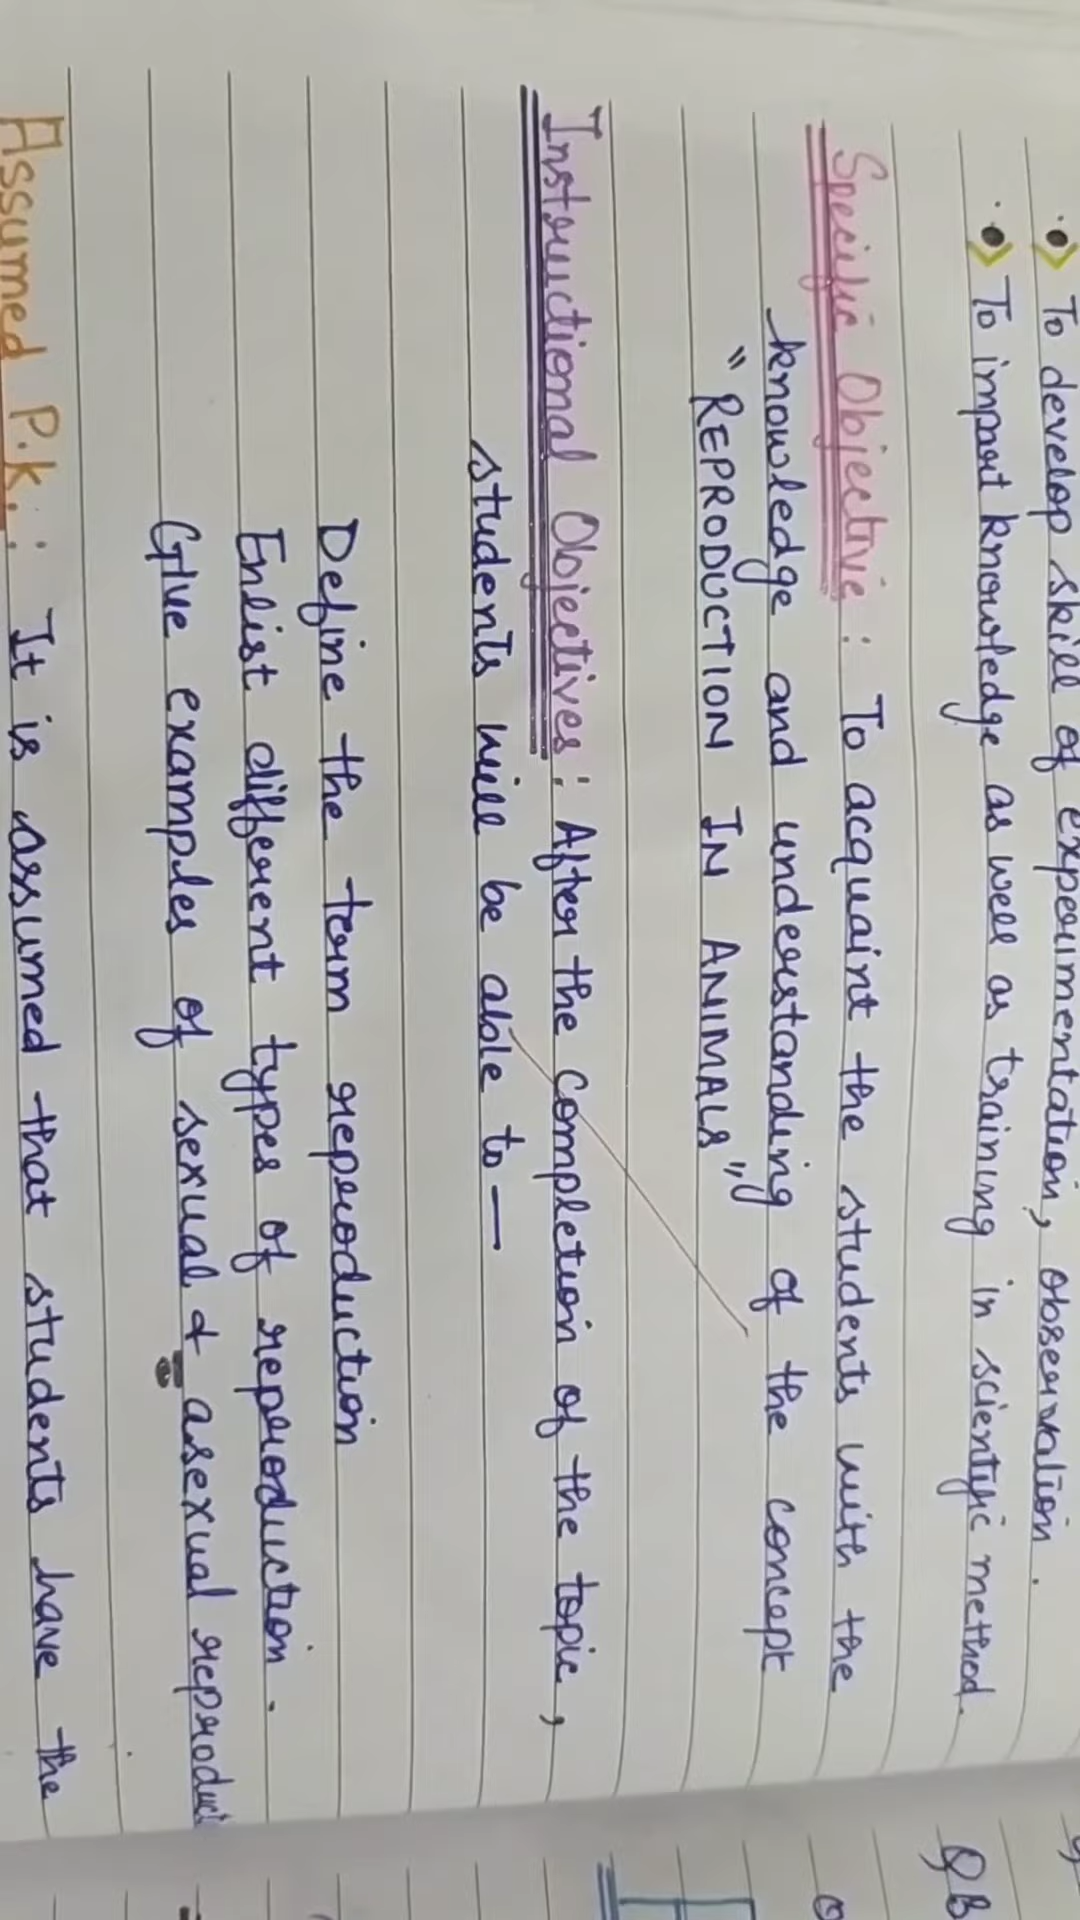 To develop skill of experimentation, observation.
To impart knowledge as well as training in scientific method.
Specific Objective : To acquaint the students with the
knowledge and understanding of the concept
"REPRODUCTION IN ANIMALS"
Instructional Objectives : After the completion of the topic,
students will be able to —
Define the term reproduction
Enlist different types of reproduction.
Give examples of sexual & asexual reproduct
Assumed P.k. : It is assumed that students have the